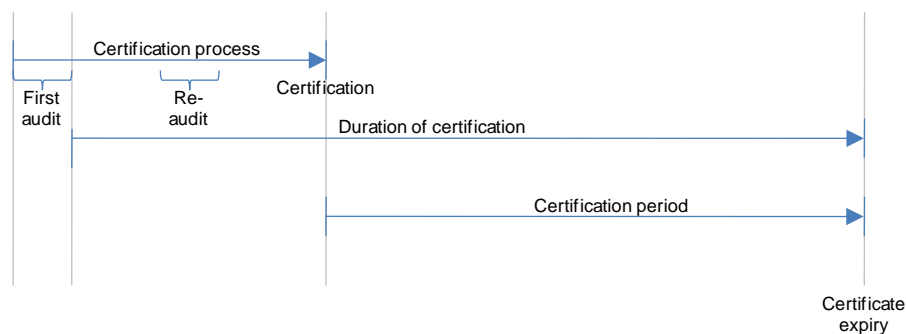 Certification process
Certification
First
audit
Re-
audit
Duration of certification
Certification period
Certificate
expiry